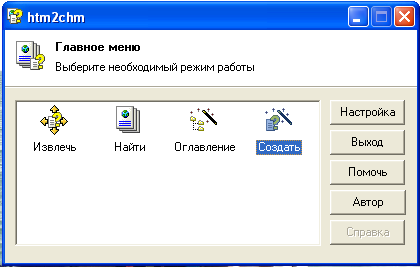 htm2chm
Главное меню
Выберите необходимый режим работы
Извлечь
Найти
Оглавление
Создать
Настройка
Выход
Помочь
Автор
Справка